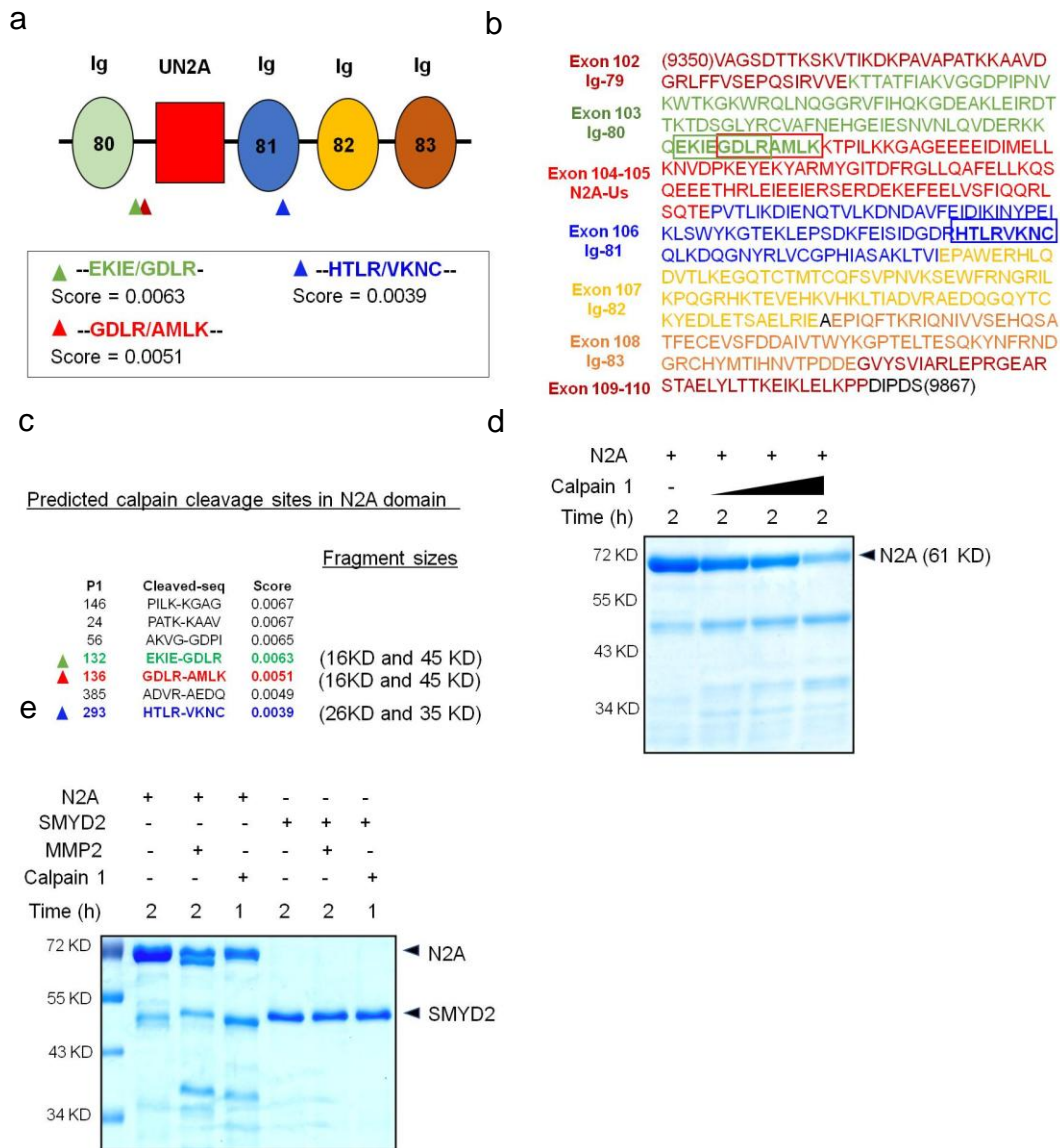 a
Ig UN2A Ig Ig Ig
80 81 82 83
--EKIE/GDLR-
Score = 0.0063
--HTLR/VKNC--
Score = 0.0039
--GDLR/AMLK--
Score = 0.0051
b
Exon 102
Ig-79
Exon 103
Ig-80
Exon 104-105
N2A-Us
Exon 106
Ig-81
Exon 107
Ig-82
Exon 108
Ig-83
Exon 109-110
(9350)VAGSDTTKSKVTIKDKPAVAPATKKAAVD
GRLFFVSEPQSIRVVEKTTATFIAKVGGDPIPNV
KWTKGKWRQLNQGGRVFIHQKGDEAKLEIRDT
TKTDSGLYRCVAFNEHGEIESNVNLQVDERKK
QEKIEGDLRAMLKKTPILKKGAGEEEEIDIMELL
KNVDPKEYEKYARMYGITDFRGLLQAFELLKQS
QEEETHRLEIEEIERSERDEKEFEELVSFIQQRL
SQTEPVTLIKDIENQTVLKDNDAVFEIDIKINYPEI
KLSWYKGTEKLEPSDKFEISIDGDRHTLRVKNC
QLKDQGNYRLVCGPHIASAKLTVIEPAWERHLQ
DVTLKEGQTCTMTCQFSVPNVKSEWFRNGRIL
KPQGRHKTEVEHKVHKLTIADVRAEDQGQYTC
KYEDLETSAELRIEAEPIQFTKRIQNIVVSEHQSA
TFECEVSFDDAIVTWYKGPTELTESQKYNFRND
GRCHYMTIHNVTPDDEGVYSVIARLEPRGEAR
STAELYLTTKEIKLELKPPDIPDS(9867)
c
Predicted calpain cleavage sites in N2A domain
Fragment sizes
P1 Cleaved-seq Score
146 PILK-KGAG 0.0067
24 PATK-KAAV 0.0067
56 AKVG-GDPI 0.0065
132 EKIE-GDLR 0.0063 (16KD and 45 KD)
136 GDLR-AMLK 0.0051 (16KD and 45 KD)
385 ADVR-AEDQ 0.0049
293 HTLR-VKNC 0.0039 (26KD and 35 KD)
d
N2A + + + +
Calpain 1 -
Time (h) 2 2 2 2
72 KD
N2A (61 KD)
55 KD
43 KD
34 KD
e
N2A + + + - - -
SMYD2 - - - + + +
MMP2 - + - - + -
Calpain 1 - - + - - +
Time (h) 2 2 1 2 2 1
72 KD
N2A
55 KD
SMYD2
43 KD
34 KD